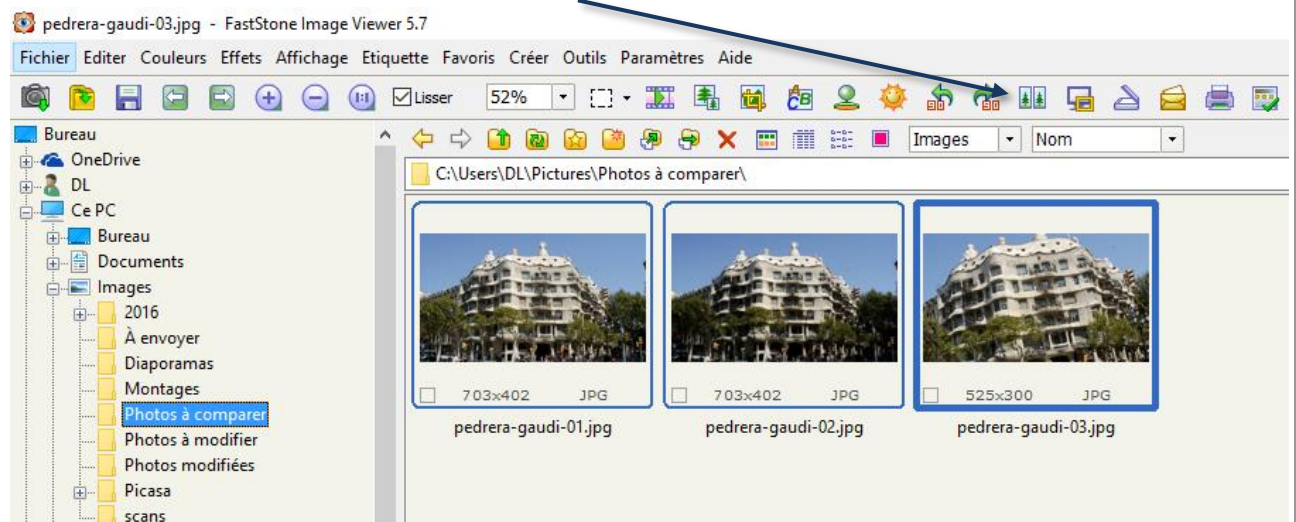 pedrera-gaudi-03.jpg - FastStone Image Viewer 5.7
Fichier Editer Couleurs Effets Affichage Etiquette Favoris Créer Outils Paramètres Aide
1:1 Lisser 52%
Images Nom
C:\Users\DL\Pictures\Photos à comparer\
Bureau
OneDrive
DL
Ce PC
Bureau
Documents
Images
2016
À envoyer
Diaporamas
Montages
Photos à comparer
Photos à modifier
Photos modifiées
Picasa
scans
703x402 JPG
pedrera-gaudi-01.jpg
703x402 JPG
pedrera-gaudi-02.jpg
525x300 JPG
pedrera-gaudi-03.jpg